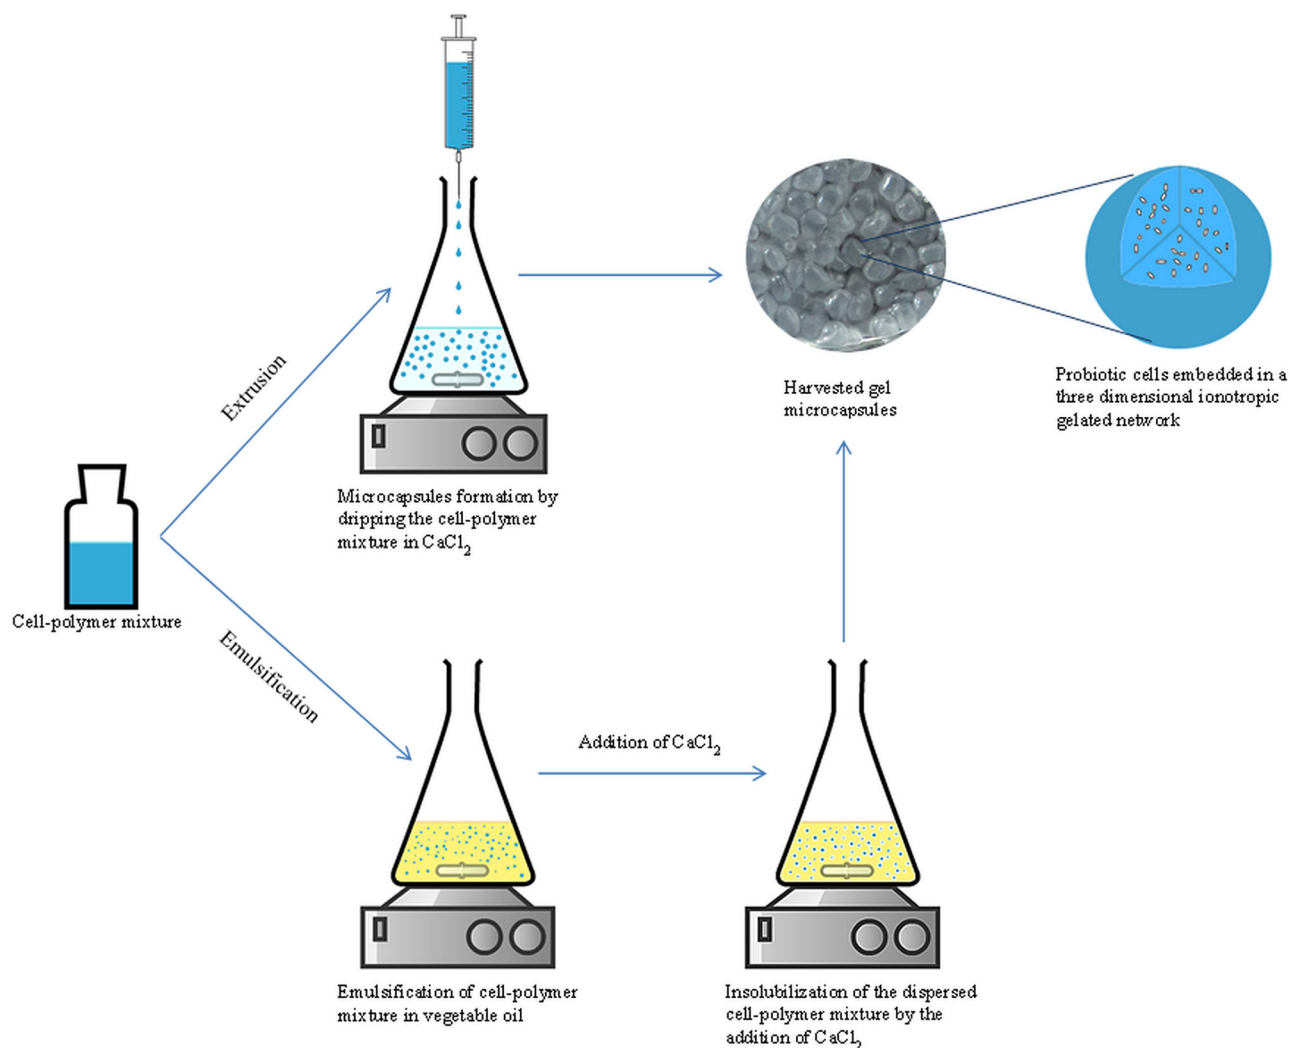 Extrusion
Microcapsules formation by
dripping the cell-polymer
mixture in CaCl2
Harvested gel
microcapsules
Probiotic cells embedded in a
three dimensional ionotropic
gelated network
Cell-polymer mixture
Emulsification
Addition of CaCl2
Emulsification of cell-polymer
mixture in vegetable oil
Insolubilization of the dispersed
cell-polymer mixture by the
addition of CaCl2